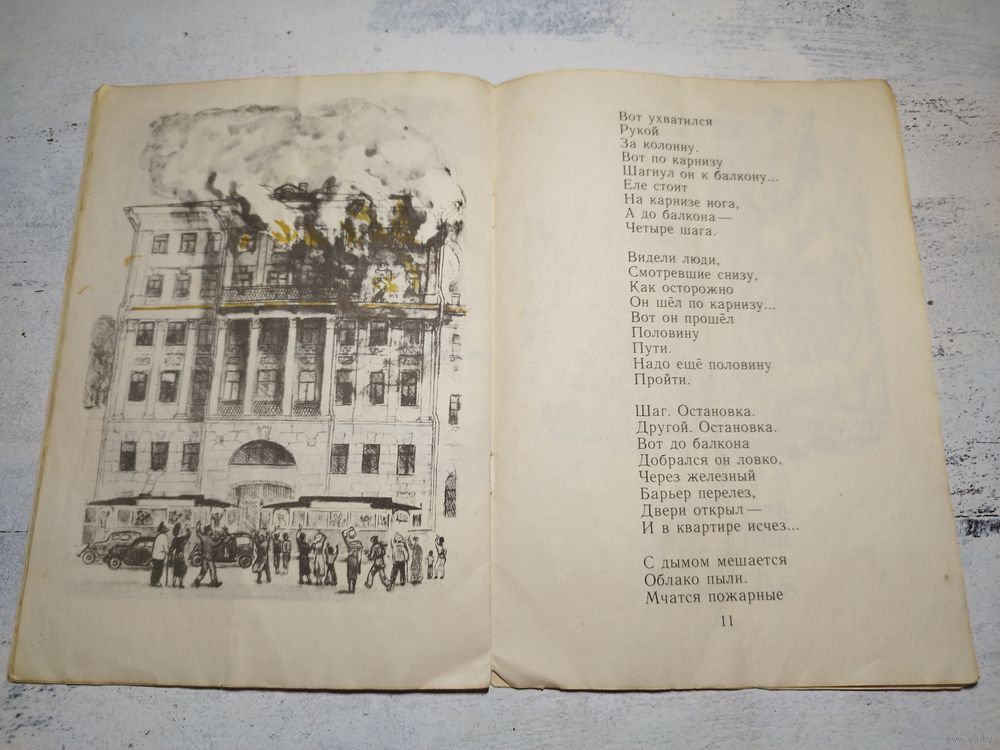 Вот ухватился
Рукой
За колонну.
Вот по карнизу
Шагнул он к балкону...
Еле стоит
На карнизе нога,
А до балкона —
Четыре шага.
Видели люди,
Смотревшие снизу,
Как осторожно
Он шёл по карнизу...
Вот он прошёл
Половину
Пути.
Надо ещё половину
Пройти.
Шаг. Остановка.
Другой. Остановка.
Вот до балкона
Добрался он ловко,
Через железный
Барьер перелез,
Двери открыл —
И в квартире исчез...
С дымом мешается
Облако пыли.
Мчатся пожарные
11
www.ay.by